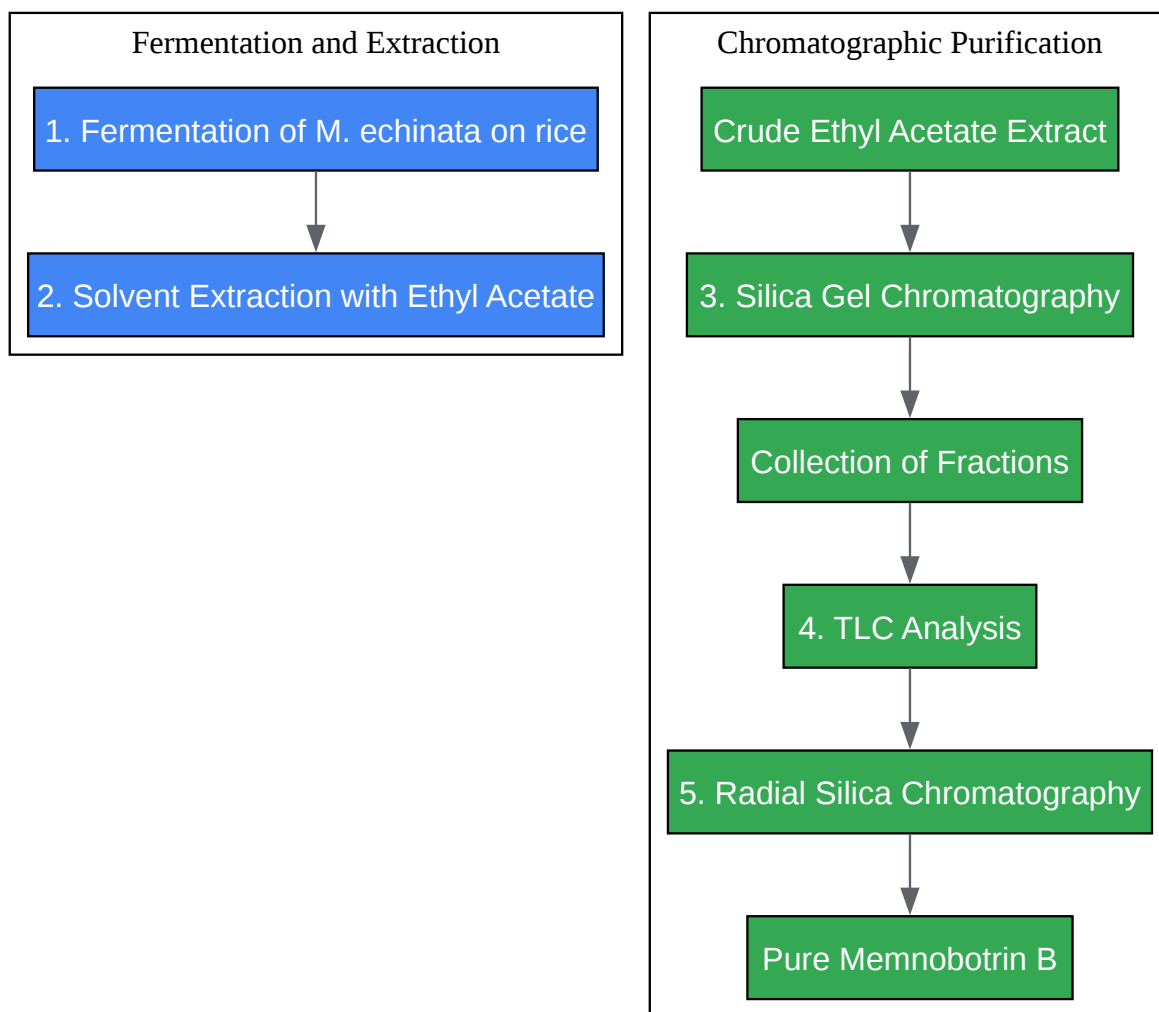 Fermentation and Extraction
1. Fermentation of M. echinata on rice
2. Solvent Extraction with Ethyl Acetate
Chromatographic Purification
Crude Ethyl Acetate Extract
3. Silica Gel Chromatography
Collection of Fractions
4. TLC Analysis
5. Radial Silica Chromatography
Pure Memnobotrin B